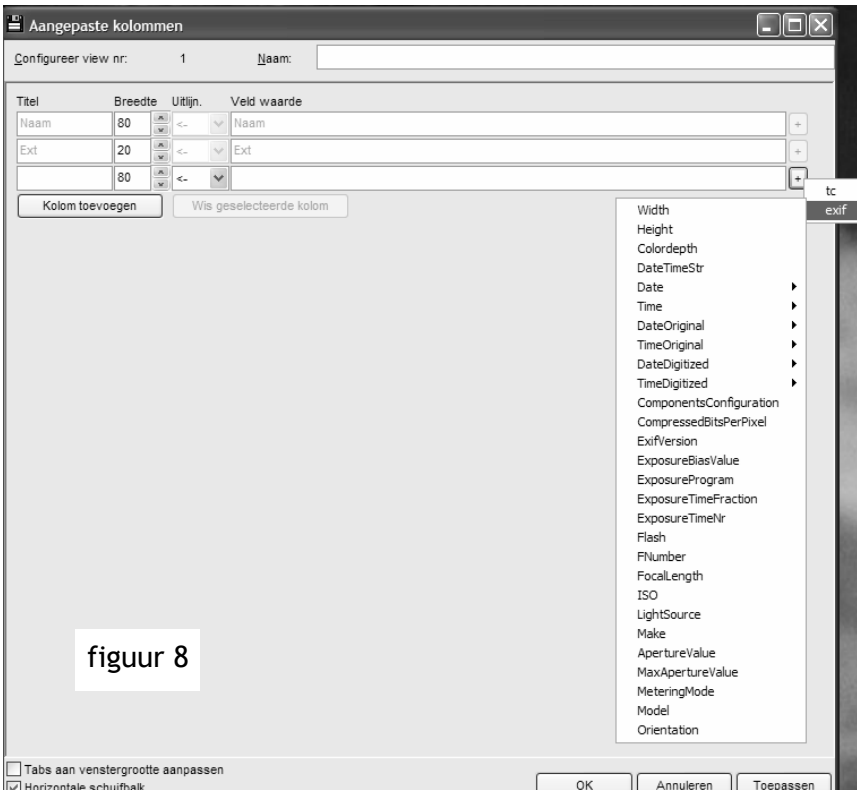 Aangepaste kolommen
Configureer view nr: 1 Naam:
Titel Breedte Uitlijn. Veld waarde
Naam 80 <- Naam +
Ext 20 <- Ext +
80 <- +
Kolom toevoegen Wis geselecteerde kolom
tc
exif
Width
Height
Colordepth
DateTimeStr
Date
Time
DateOriginal
TimeOriginal
DateDigitized
TimeDigitized
ComponentsConfiguration
CompressedBitsPerPixel
ExifVersion
ExposureBiasValue
ExposureProgram
ExposureTimeFraction
ExposureTimeNr
Flash
FNumber
FocalLength
ISO
LightSource
Make
ApertureValue
MaxApertureValue
MeteringMode
Model
Orientation
figuur 8
Tabs aan venstergrootte aanpassen
Horizontale schuifbalk
OK Annuleren Toepassen